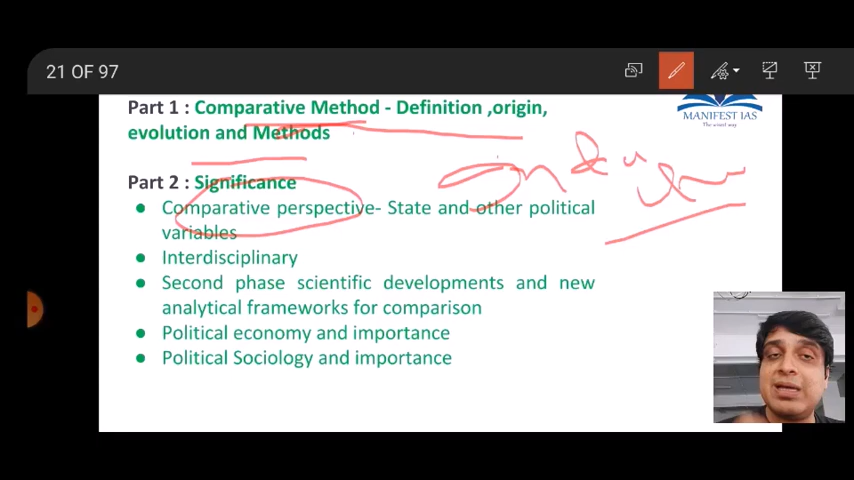 21 OF 97
Part 1 : Comparative Method - Definition ,origin,
evolution and Methods
MANIFEST IAS
Part 2 : Significance
● Comparative perspective- State and other political
variables
● Interdisciplinary
● Second phase scientific developments and new
analytical frameworks for comparison
● Political economy and importance
● Political Sociology and importance